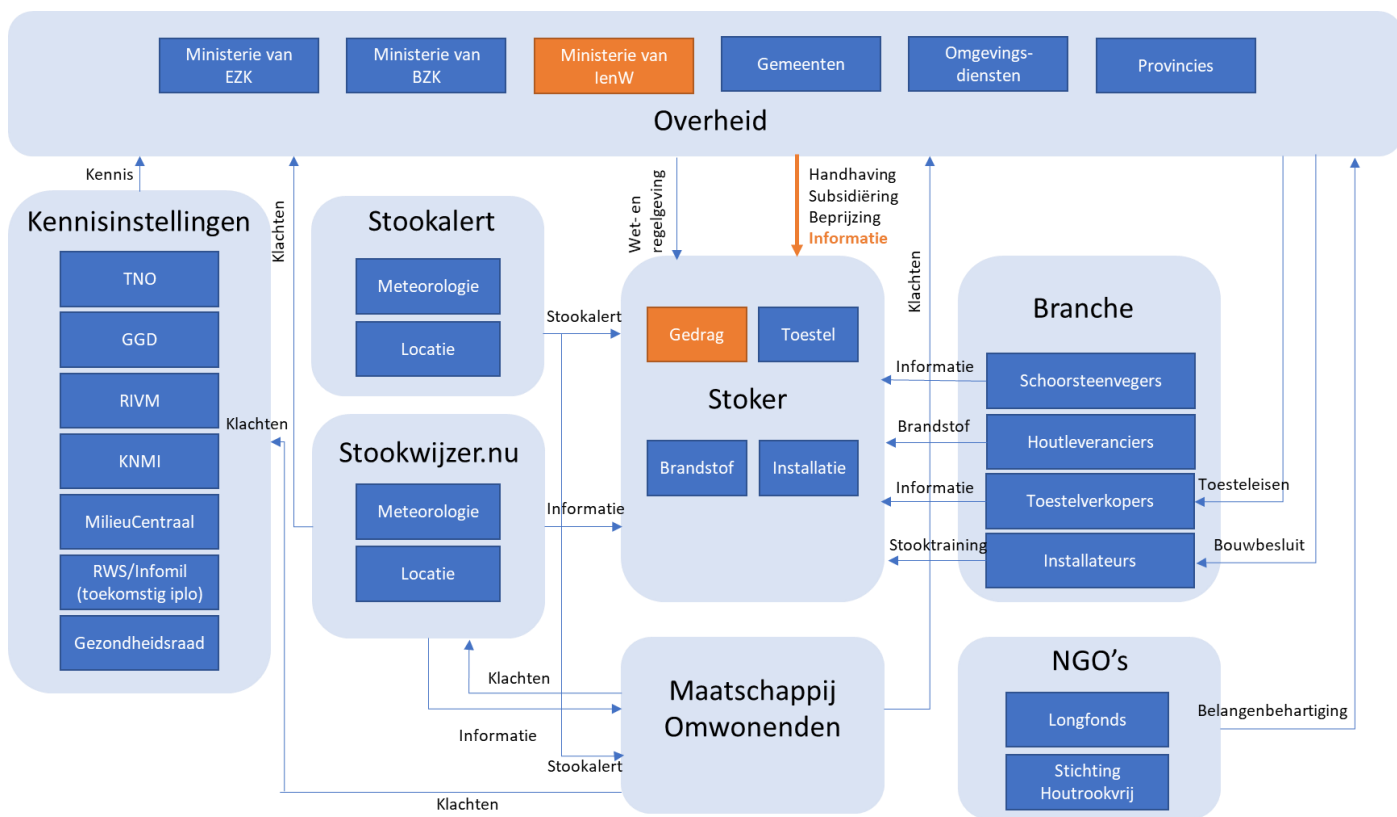 Ministerie van
EZK
Ministerie van
BZK
Ministerie van
IenW
Gemeenten
Omgevings-
diensten
Provincies
Overheid
Kennis
Klachten
Wet- en
regelgeving
Handhaving
Subsidiëring
Beprijzing
Informatie
Klachten
Kennisinstellingen
TNO
GGD
RIVM
KNMI
MilieuCentraal
RWS/Infomil
(toekomstig iplo)
Gezondheidsraad
Stookalert
Meteorologie
Locatie
Stookalert
Klachten
Stookwijzer.nu
Meteorologie
Locatie
Informatie
Gedrag
Toestel
Stoker
Brandstof
Installatie
Informatie
Brandstof
Informatie
Stooktraining
Branche
Schoorsteenvegers
Houtleveranciers
Toestelverkopers
Installateurs
Toesteleisen
Bouwbesluit
Klachten
Informatie
Stookalert
Klachten
Maatschappij
Omwonenden
NGO's
Longfonds
Stichting
Houtrookvrij
Belangenbehartiging